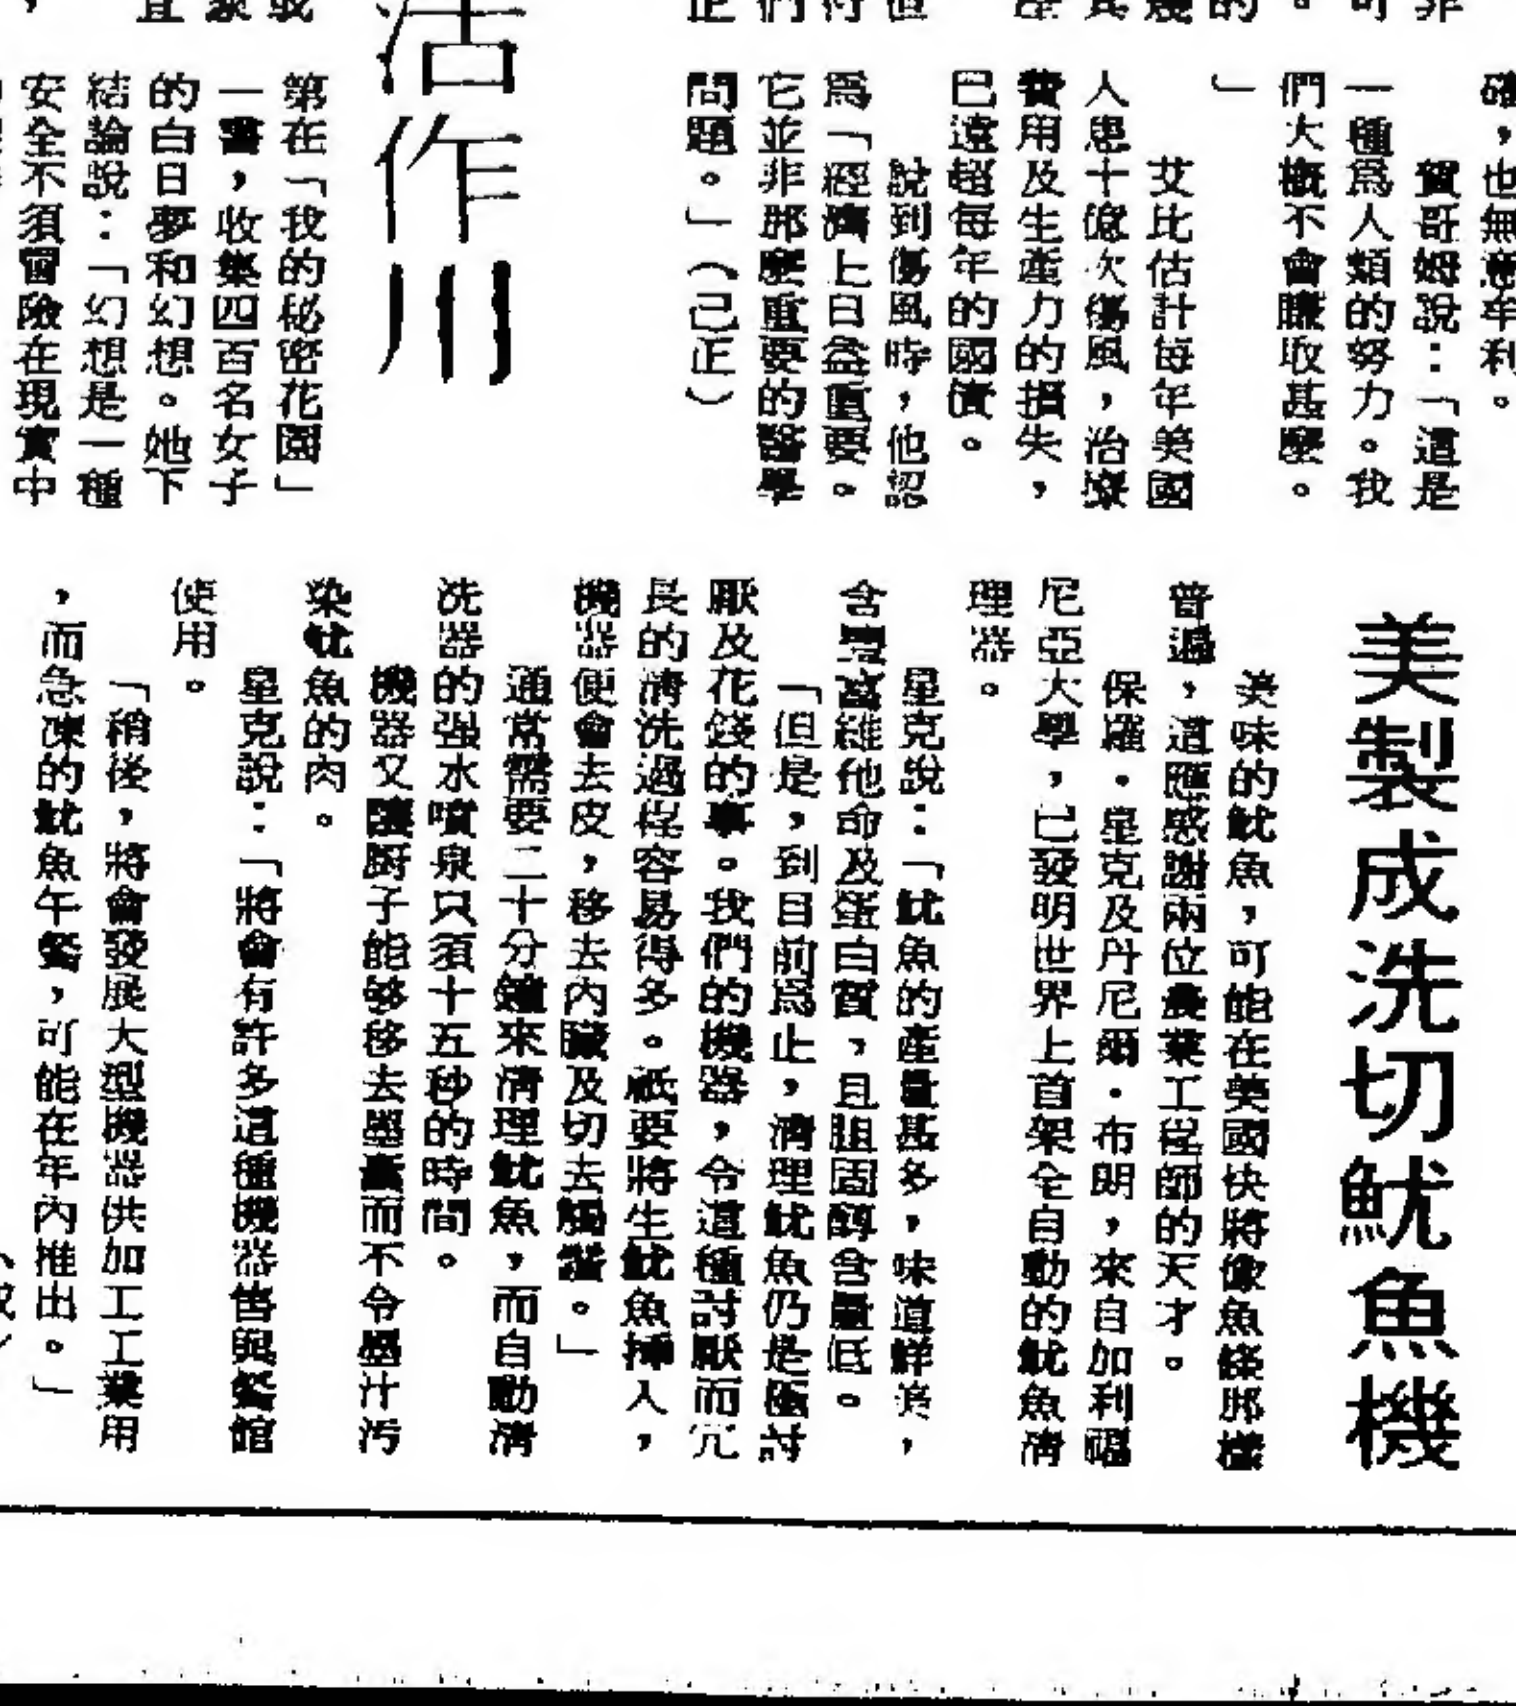 確，也無意牟利。
賀哥姆說：「這是
一種爲人類的努力。我
們大概不會賺取甚麼。
」
艾比估計每年美國
人患十億次傷風，治療
費用及生產力的損失，
已遠超每年的國債。
說到傷風時，他認
爲「經濟上日益重要。
它並非那麼重要的醫學
問題。」（己正）
活作用
第在「我的秘密花園」
一書，收集四百名女子
的白日夢和幻想。她下
結論說：「幻想是一種
安全不須冒險在現實中
美製成洗切魷魚機
美味的魷魚，可能在美國快將像魚條那樣
普遍，這應感謝兩位農業工程師的天才。
保羅．星克及丹尼爾．布朗，來自加利福
尼亞大學，已發明世界上首架全自動的魷魚清
理器。
星克說：「魷魚的產量甚多，味道鮮美，
含豐富維他命及蛋白質，且胆固醇含量低。
「但是，到目前爲止，清理魷魚仍是極討
厭及花錢的事。我們的機器，令這種討厭而冗
長的清洗過程容易得多。祇要將生魷魚插入，
機器便會去皮，移去內臟及切去觸鬚。」
通常需要二十分鐘來清理魷魚，而自動清
洗器的强水噴泉只須十五秒的時間。
機器又讓厨子能够移去墨囊而不令墨汁污
染魷魚的肉。
星克說：「將會有許多這種機器售與餐館
使用。
「稍後，將會發展大型機器供加工工業用
，而急凍的魷魚午餐，可能在年內推出。」